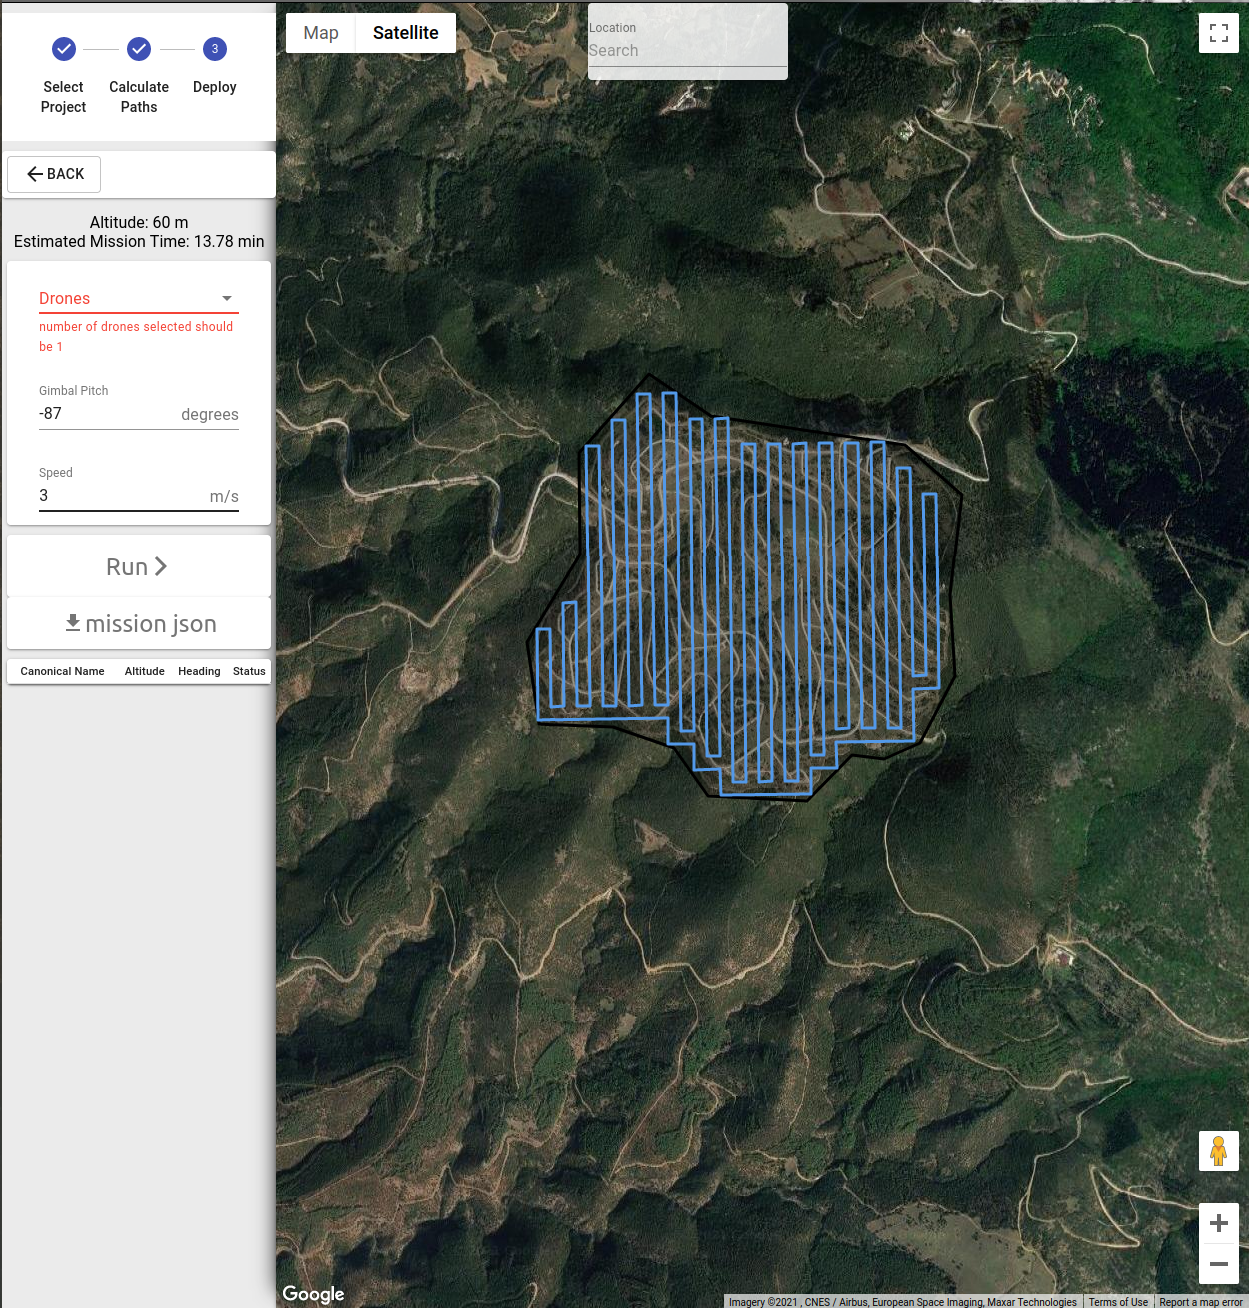 3
Select
Project
Calculate
Paths
Deploy
BACK
Altitude: 60 m
Estimated Mission Time: 13.78 min
Drones
number of drones selected should
be 1
Gimbal Pitch
-87 degrees
Speed
3 m/s
Run
mission json
Canonical Name Altitude Heading Status
Map Satellite
Location
Search
Google
Imagery ©2021 , CNES / Airbus, European Space Imaging, Maxar Technologies Terms of Use Report a map error